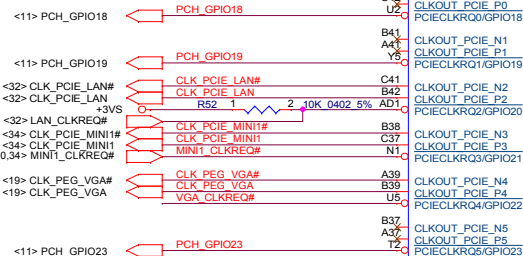 CLKOUT_PCIE_P0
<11> PCH_GPIO18 PCH_GPIO18 U2 PCIECLKRQ0/GPIO18
B41 CLKOUT_PCIE_N1
A41 CLKOUT_PCIE_P1
<11> PCH_GPIO19 PCH_GPIO19 Y5 PCIECLKRQ1/GPIO19
<32> CLK_PCIE_LAN# CLK_PCIE_LAN# C41 CLKOUT_PCIE_N2
<32> CLK_PCIE_LAN CLK_PCIE_LAN B42 CLKOUT_PCIE_P2
+3VS R52 1 2 10K_0402_5% AD1 PCIECLKRQ2/GPIO20
<32> LAN_CLKREQ#
<34> CLK_PCIE_MINI1# CLK_PCIE_MINI1# B38 CLKOUT_PCIE_N3
<34> CLK_PCIE_MINI1 CLK_PCIE_MINI1 C37 CLKOUT_PCIE_P3
0,34> MINI1_CLKREQ# MINI1_CLKREQ# N1 PCIECLKRQ3/GPIO21
<19> CLK_PEG_VGA# CLK_PEG_VGA# A39 CLKOUT_PCIE_N4
<19> CLK_PEG_VGA CLK_PEG_VGA B39 CLKOUT_PCIE_P4
VGA_CLKREQ# U5 PCIECLKRQ4/GPIO22
B37 CLKOUT_PCIE_N5
A37 CLKOUT_PCIE_P5
<11> PCH_GPIO23 PCH_GPIO23 T2 PCIECLKRQ5/GPIO23